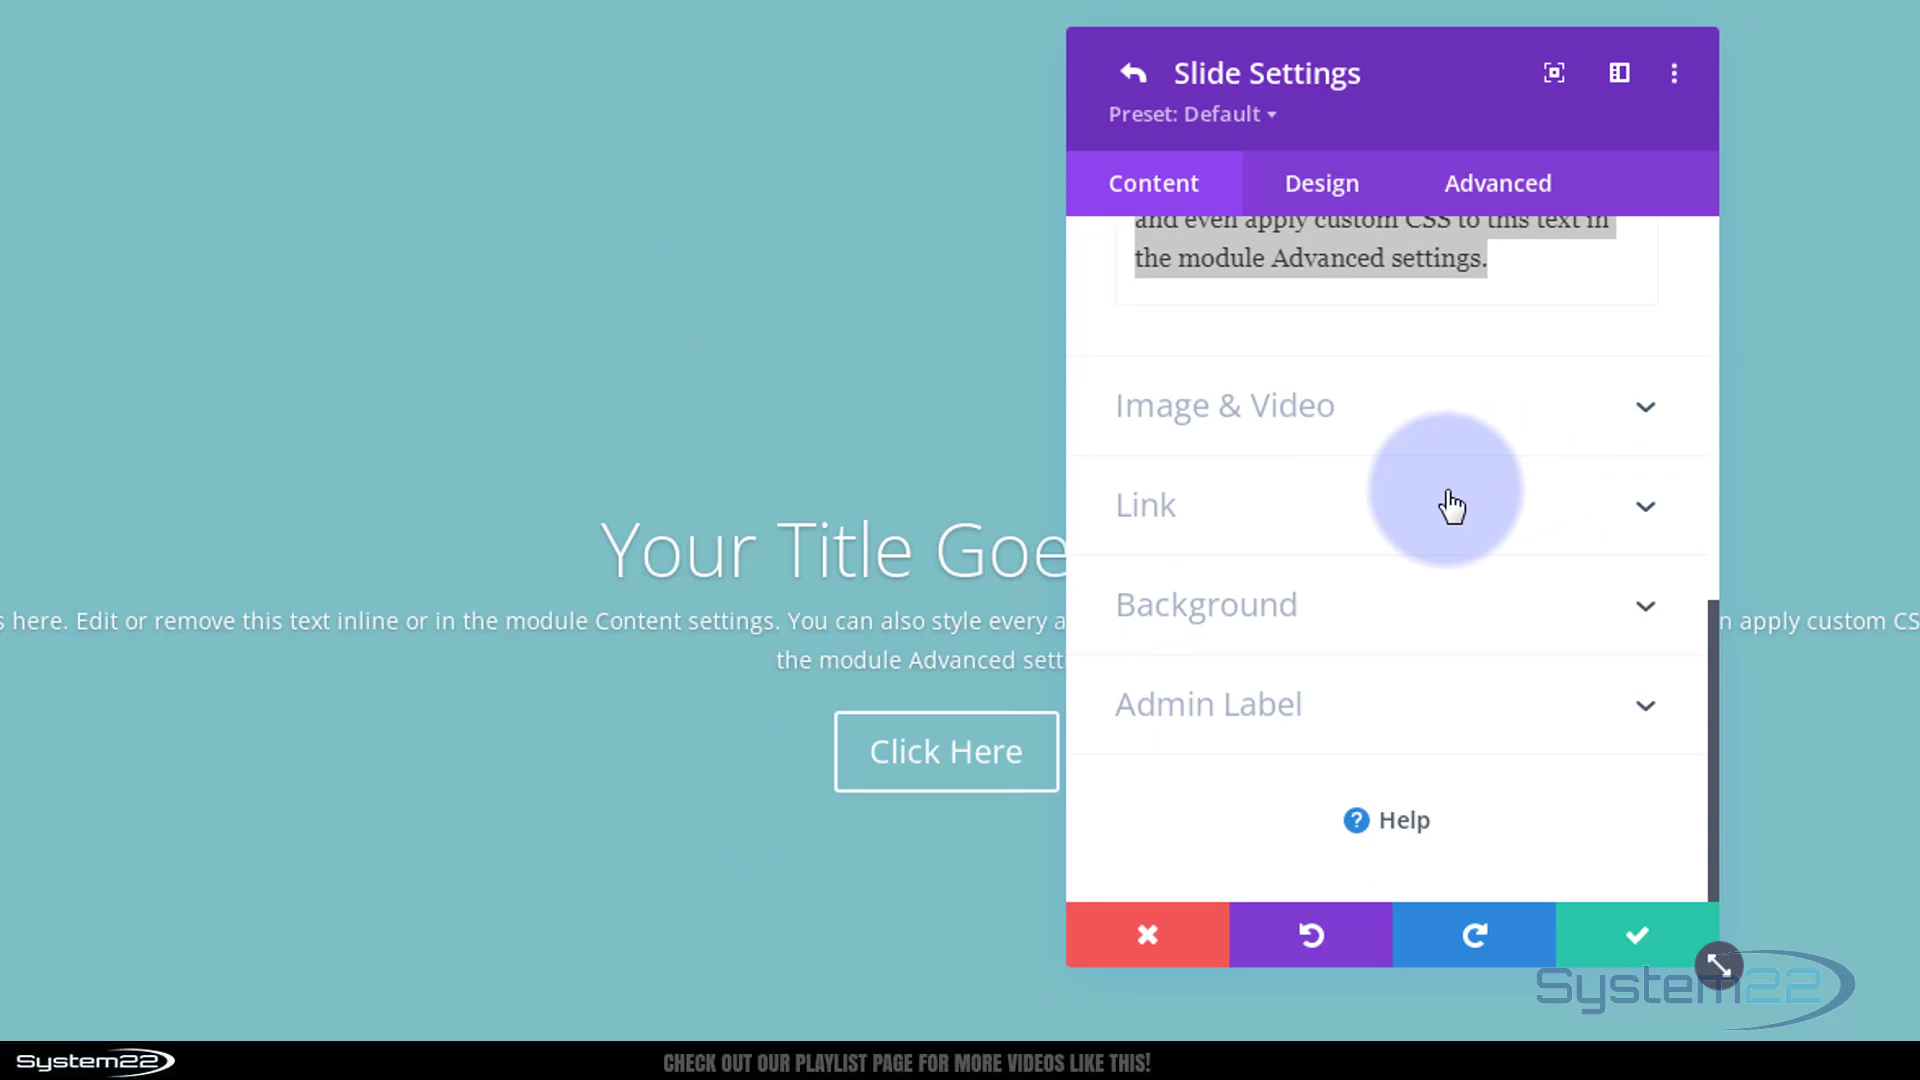 Slide Settings
Preset: Default
Content Design Advanced
and even apply custom CSS to this text in
the module Advanced settings.
Image & Video
Link
Background
Admin Label
? Help
Your Title Goe
s here. Edit or remove this text inline or in the module Content settings. You can also style every a
n apply custom CS
the module Advanced setti
Click Here
System22
System22
CHECK OUT OUR PLAYLIST PAGE FOR MORE VIDEOS LIKE THIS!